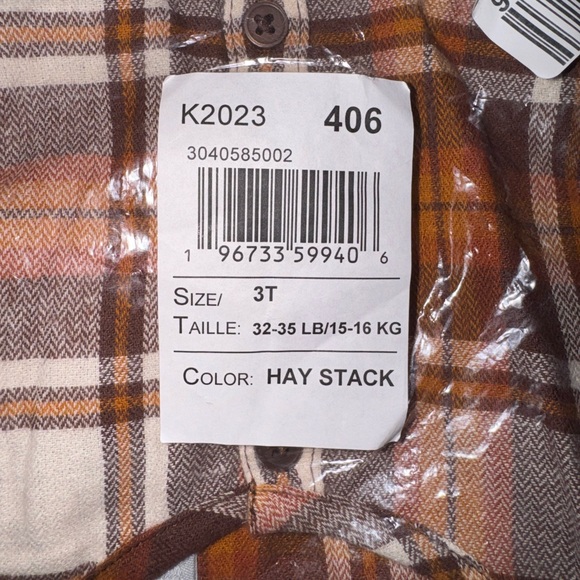 K2023 406
3040585002
1 96733 59940 6
SIZE/ 3T
TAILLE: 32-35 LB/15-16 KG
COLOR: HAY STACK